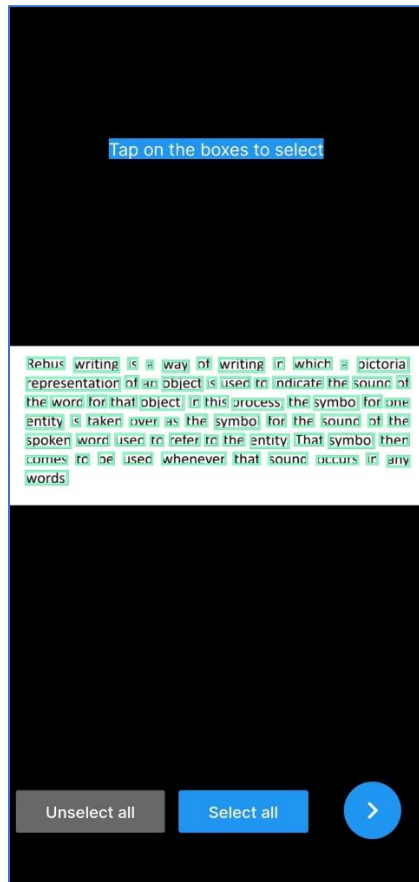 Tap on the boxes to select
Rebus writing is a way of writing in which a pictorial
representation of an object is used to indicate the sound of
the word for that object. In this process, the symbol for one
entity is taken over as the symbol for the sound of the
spoken word used to refer to the entity. That symbol then
comes to be used whenever that sound occurs in any
words
Unselect all
Select all